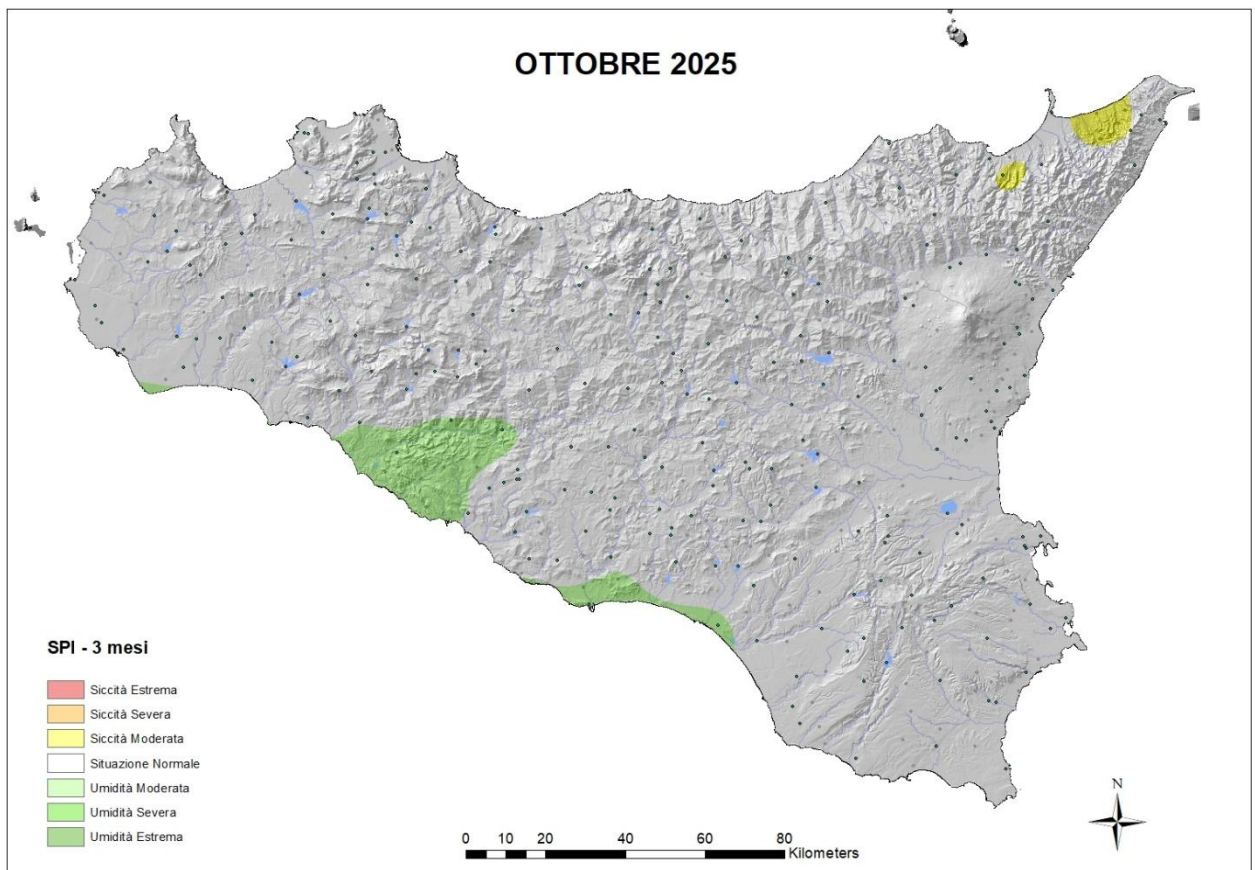 OTTOBRE 2025
SPI - 3 mesi
Siccità Estrema
Siccità Severa
Siccità Moderata
Situazione Normale
Umidità Moderata
Umidità Severa
Umidità Estrema
N
0 10 20 40 60 80
Kilometers